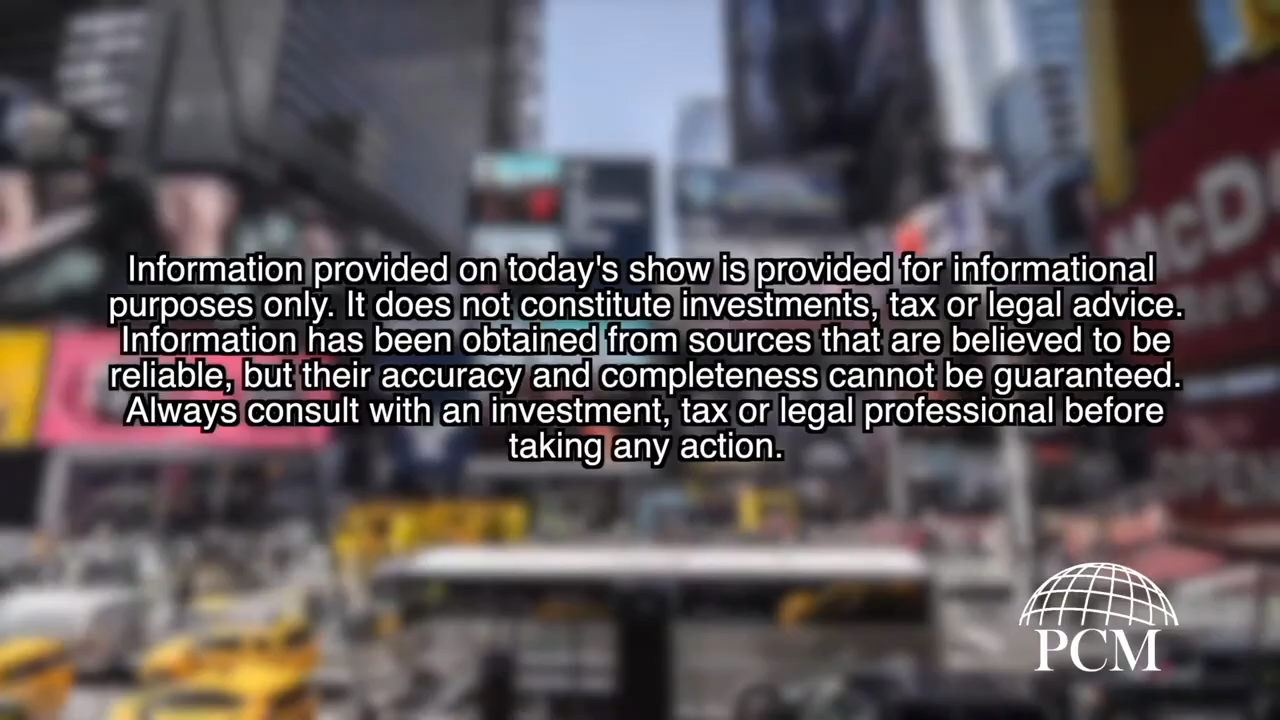 Information provided on today's show is provided for informational
purposes only. It does not constitute investments, tax or legal advice.
Information has been obtained from sources that are believed to be
reliable, but their accuracy and completeness cannot be guaranteed.
Always consult with an investment, tax or legal professional before
taking any action.
McD
OPEN
PCM